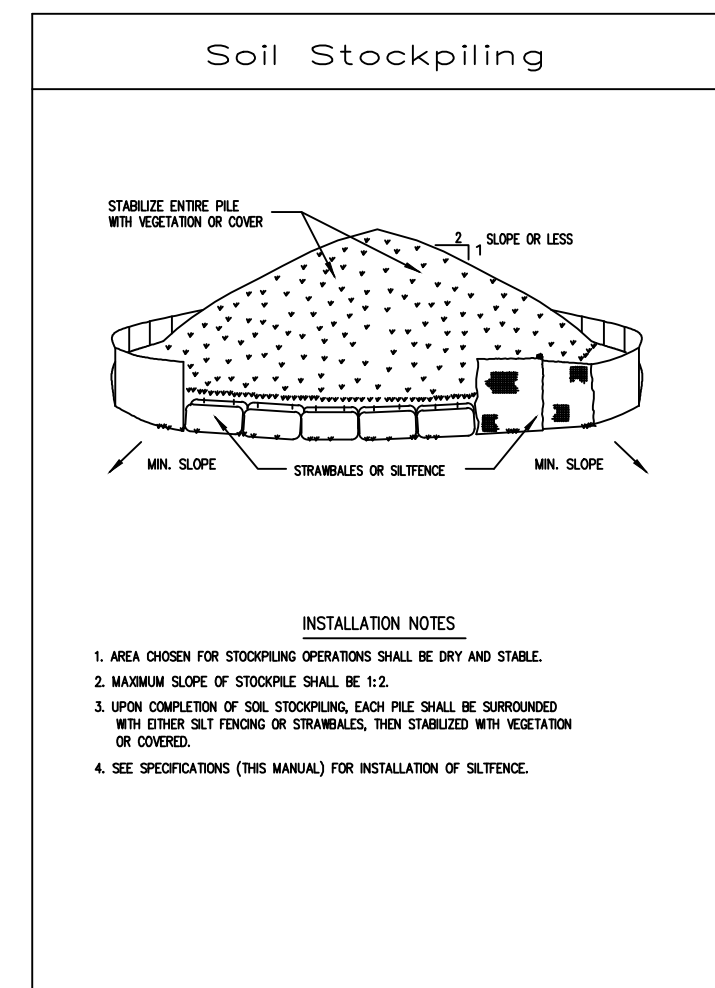 Soil Stockpiling
STABILIZE ENTIRE PILE
WITH VEGETATION OR COVER
2
1
SLOPE OR LESS
MIN. SLOPE
STRAWBALES OR SILTFENCE
MIN. SLOPE
INSTALLATION NOTES
1. AREA CHOSEN FOR STOCKPILING OPERATIONS SHALL BE DRY AND STABLE.
2. MAXIMUM SLOPE OF STOCKPILE SHALL BE 1:2.
3. UPON COMPLETION OF SOIL STOCKPILING, EACH PILE SHALL BE SURROUNDED
WITH EITHER SILT FENCING OR STRAWBALES, THEN STABILIZED WITH VEGETATION
OR COVERED.
4. SEE SPECIFICATIONS (THIS MANUAL) FOR INSTALLATION OF SILTFENCE.